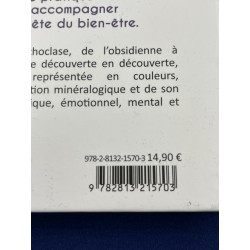 accompagner
ête du bien-être.
hoclase, de l'obsidienne à
e découverte en découverte,
représentée en couleurs,
tion minéralogique et de son
ique, émotionnel, mental et
978-2-8132-1570-3 14,90 €
9 782813 215703